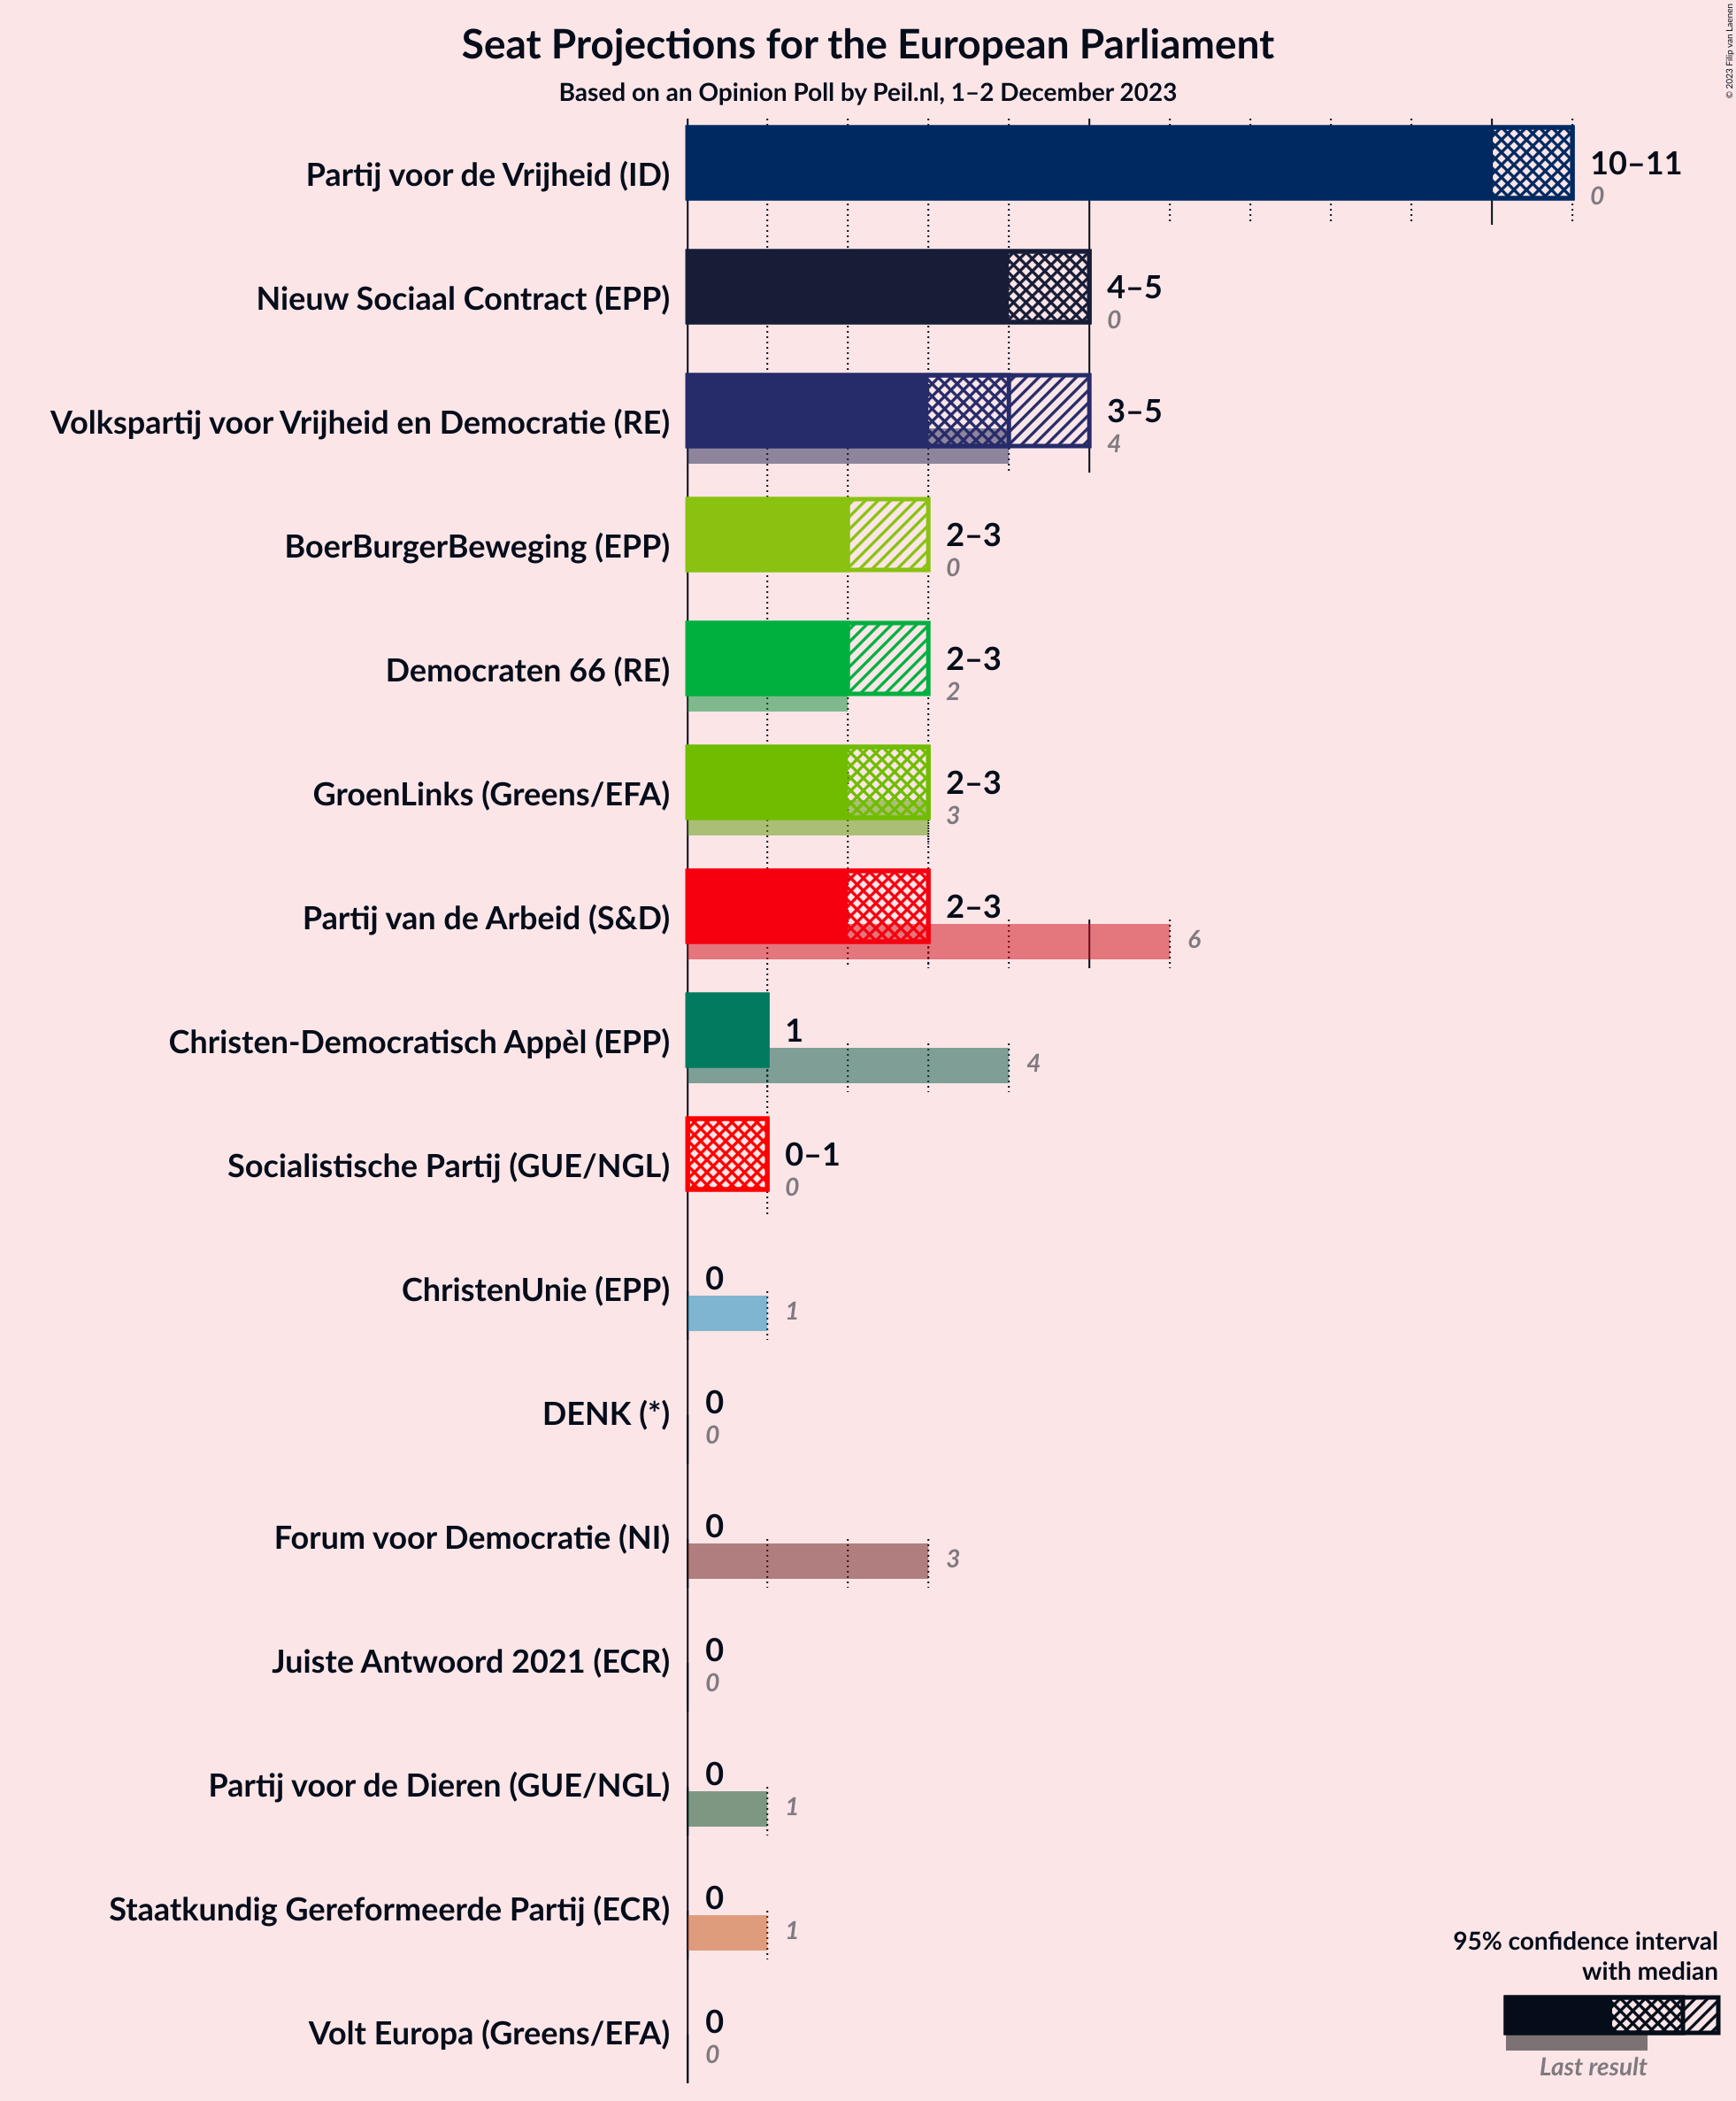 Seat Projections for the European Parliament
Based on an Opinion Poll by Peil.nl, 1–2 December 2023
© 2023 Filip van Laenen
Partij voor de Vrijheid (ID)
10–11
0
Nieuw Sociaal Contract (EPP)
4–5
0
Volkspartij voor Vrijheid en Democratie (RE)
3–5
4
BoerBurgerBeweging (EPP)
2–3
0
Democraten 66 (RE)
2–3
2
GroenLinks (Greens/EFA)
2–3
3
Partij van de Arbeid (S&D)
2–3
6
Christen-Democratisch Appèl (EPP)
1
4
Socialistische Partij (GUE/NGL)
0–1
0
ChristenUnie (EPP)
0
1
DENK (*)
0
0
Forum voor Democratie (NI)
0
3
Juiste Antwoord 2021 (ECR)
0
0
Partij voor de Dieren (GUE/NGL)
0
1
Staatkundig Gereformeerde Partij (ECR)
0
1
Volt Europa (Greens/EFA)
0
0
95% confidence interval
with median
Last result